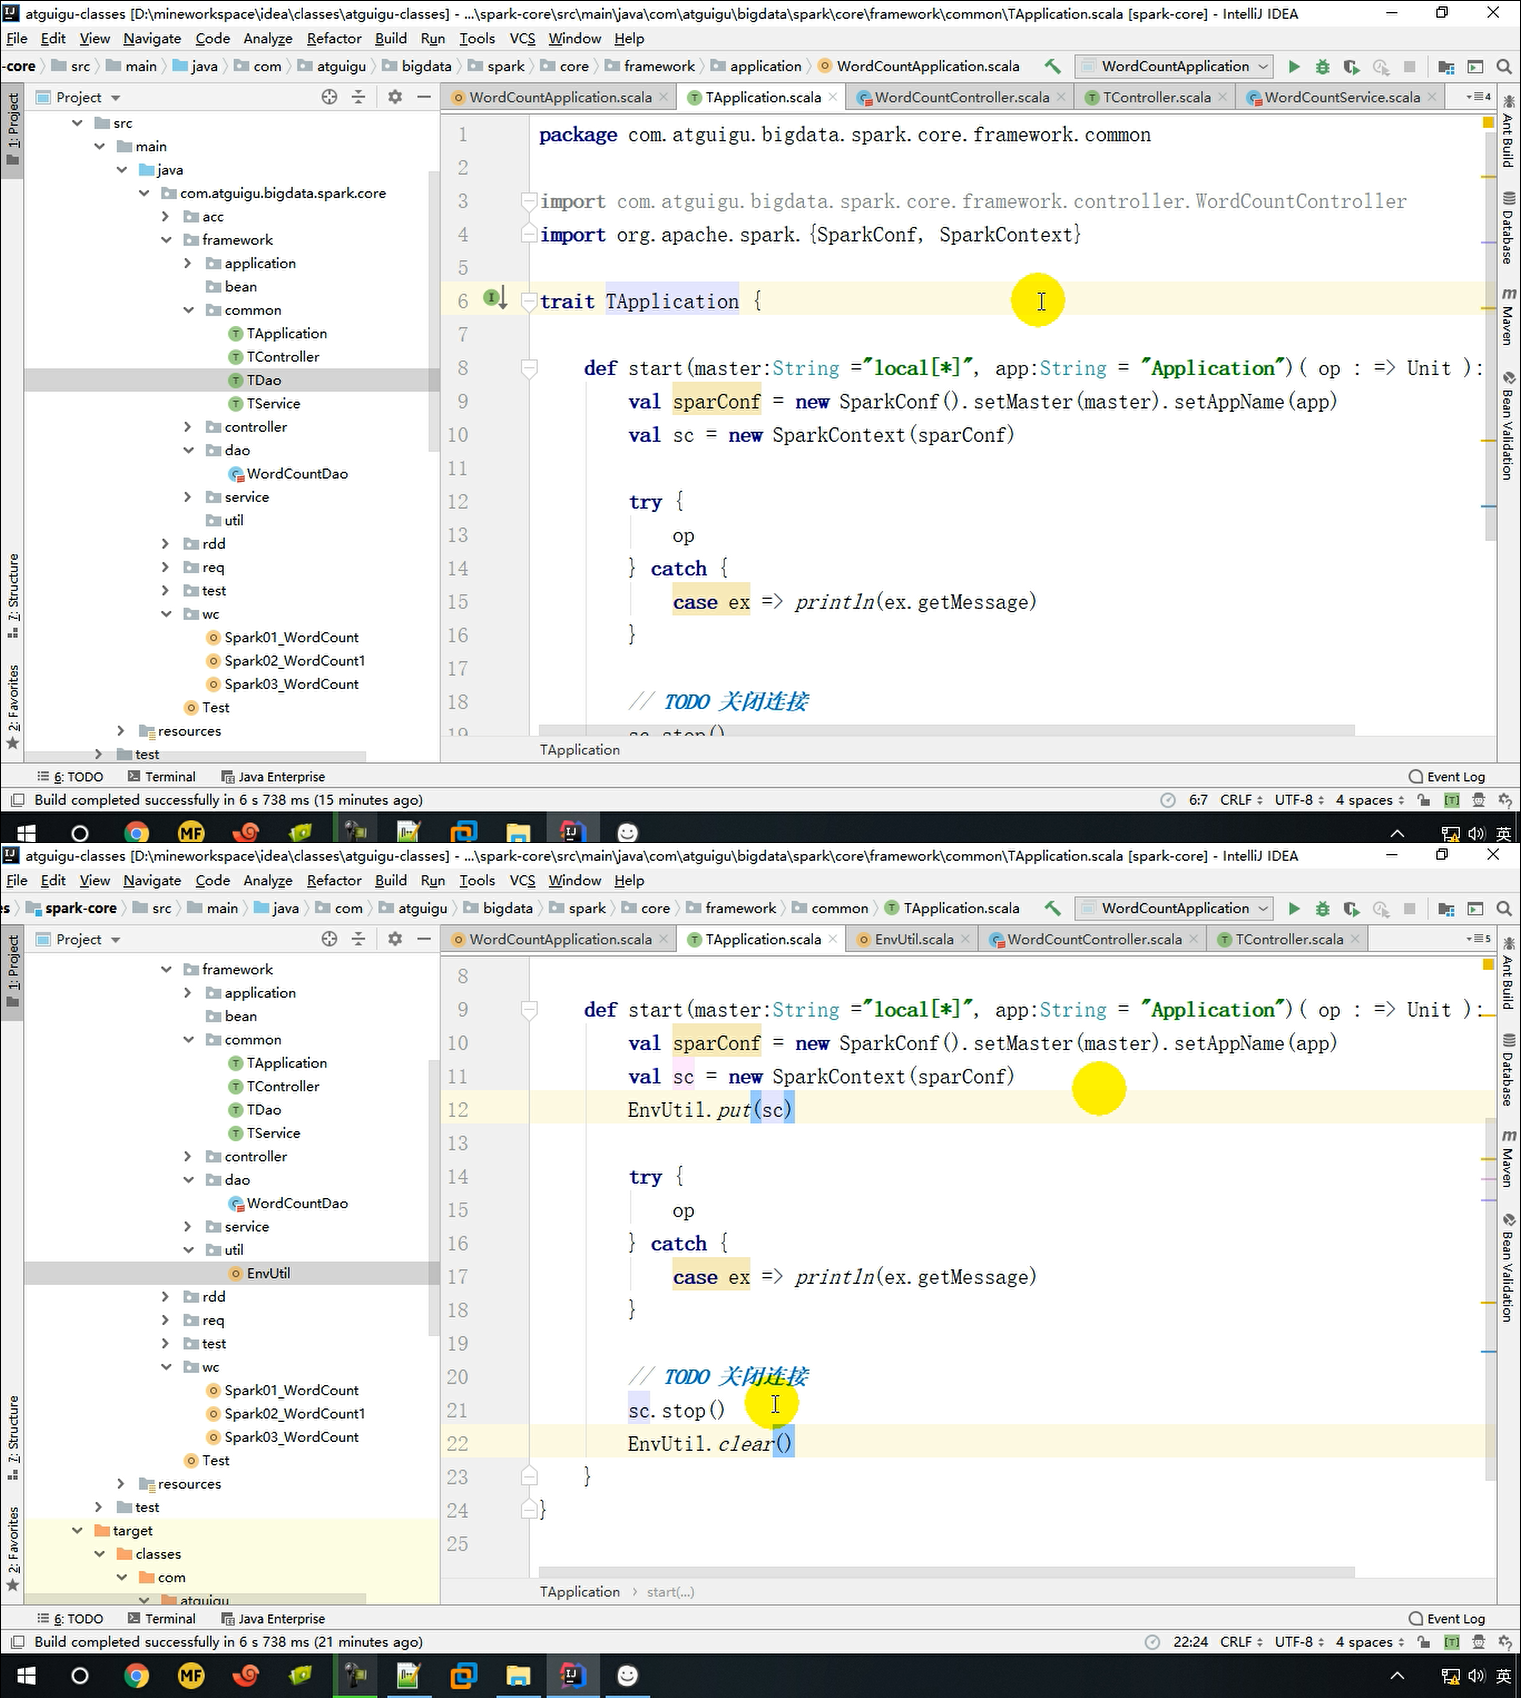 atguigu-classes [D:\mineworkspace\idea\classes\atguigu-classes] - ...\spark-core\src\main\java\com\atguigu\bigdata\spark\core\framework\common\TApplication.scala [spark-core] - IntelliJ IDEA
File Edit View Navigate Code Analyze Refactor Build Run Tools VCS Window Help
-core src main java com atguigu bigdata spark core framework application WordCountApplication.scala WordCountApplication
Project WordCountApplication.scala TApplication.scala WordCountController.scala TController.scala WordCountService.scala 4
1: Project
7: Structure
2: Favorites
src
main
java
com.atguigu.bigdata.spark.core
acc
framework
application
bean
common
TApplication
TController
TDao
TService
controller
dao
WordCountDao
service
util
rdd
req
test
wc
Spark01_WordCount
Spark02_WordCount1
Spark03_WordCount
Test
resources
test
1 package com.atguigu.bigdata.spark.core.framework.common
2
3 import com.atguigu.bigdata.spark.core.framework.controller.WordCountController
4 import org.apache.spark.{SparkConf, SparkContext}
5
6 trait TApplication {
7
8 def start(master:String ="local[*]", app:String = "Application")( op : => Unit ):
9 val sparConf = new SparkConf().setMaster(master).setAppName(app)
10 val sc = new SparkContext(sparConf)
11
12 try {
13 op
14 } catch {
15 case ex => println(ex.getMessage)
16 }
17
18 // TODO 关闭连接
19 sc.stop()
TApplication
Ant Build
Database
Maven
Bean Validation
6: TODO Terminal Java Enterprise Event Log
Build completed successfully in 6 s 738 ms (15 minutes ago) 6:7 CRLF UTF-8 4 spaces
MF 英
atguigu-classes [D:\mineworkspace\idea\classes\atguigu-classes] - ...\spark-core\src\main\java\com\atguigu\bigdata\spark\core\framework\common\TApplication.scala [spark-core] - IntelliJ IDEA
File Edit View Navigate Code Analyze Refactor Build Run Tools VCS Window Help
es spark-core src main java com atguigu bigdata spark core framework common TApplication.scala WordCountApplication
Project WordCountApplication.scala TApplication.scala EnvUtil.scala WordCountController.scala TController.scala 5
1: Project
7: Structure
2: Favorites
framework
application
bean
common
TApplication
TController
TDao
TService
controller
dao
WordCountDao
service
util
EnvUtil
rdd
req
test
wc
Spark01_WordCount
Spark02_WordCount1
Spark03_WordCount
Test
resources
test
target
classes
com
atguigu
8
9 def start(master:String ="local[*]", app:String = "Application")( op : => Unit ):
10 val sparConf = new SparkConf().setMaster(master).setAppName(app)
11 val sc = new SparkContext(sparConf)
12 EnvUtil.put(sc)
13
14 try {
15 op
16 } catch {
17 case ex => println(ex.getMessage)
18 }
19
20 // TODO 关闭连接
21 sc.stop()
22 EnvUtil.clear()
23 }
24 }
25
TApplication start(...)
Ant Build
Database
Maven
Bean Validation
6: TODO Terminal Java Enterprise Event Log
Build completed successfully in 6 s 738 ms (21 minutes ago) 22:24 CRLF UTF-8 4 spaces
MF 英